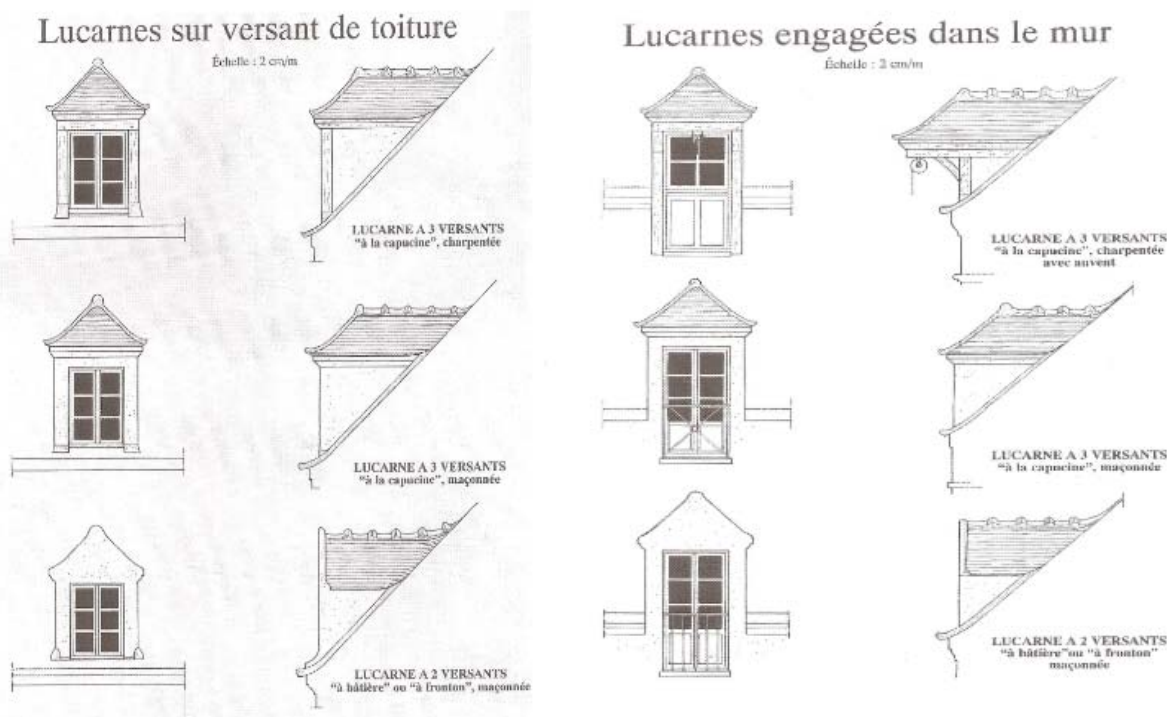 Lucarnes sur versant de toiture
Échelle : 2 cm/m
LUCARNE A 3 VERSANTS
"à la capucine", charpentée
LUCARNE A 3 VERSANTS
"à la capucine", maçonnée
LUCARNE A 2 VERSANTS
"à bâtière" ou "à fronton", maçonnée
Lucarnes engagées dans le mur
Échelle : 2 cm/m
LUCARNE A 3 VERSANTS
"à la capucine", charpentée
avec auvent
LUCARNE A 3 VERSANTS
"à la capucine", maçonnée
LUCARNE A 2 VERSANTS
"à bâtière"ou "à fronton"
maçonnée